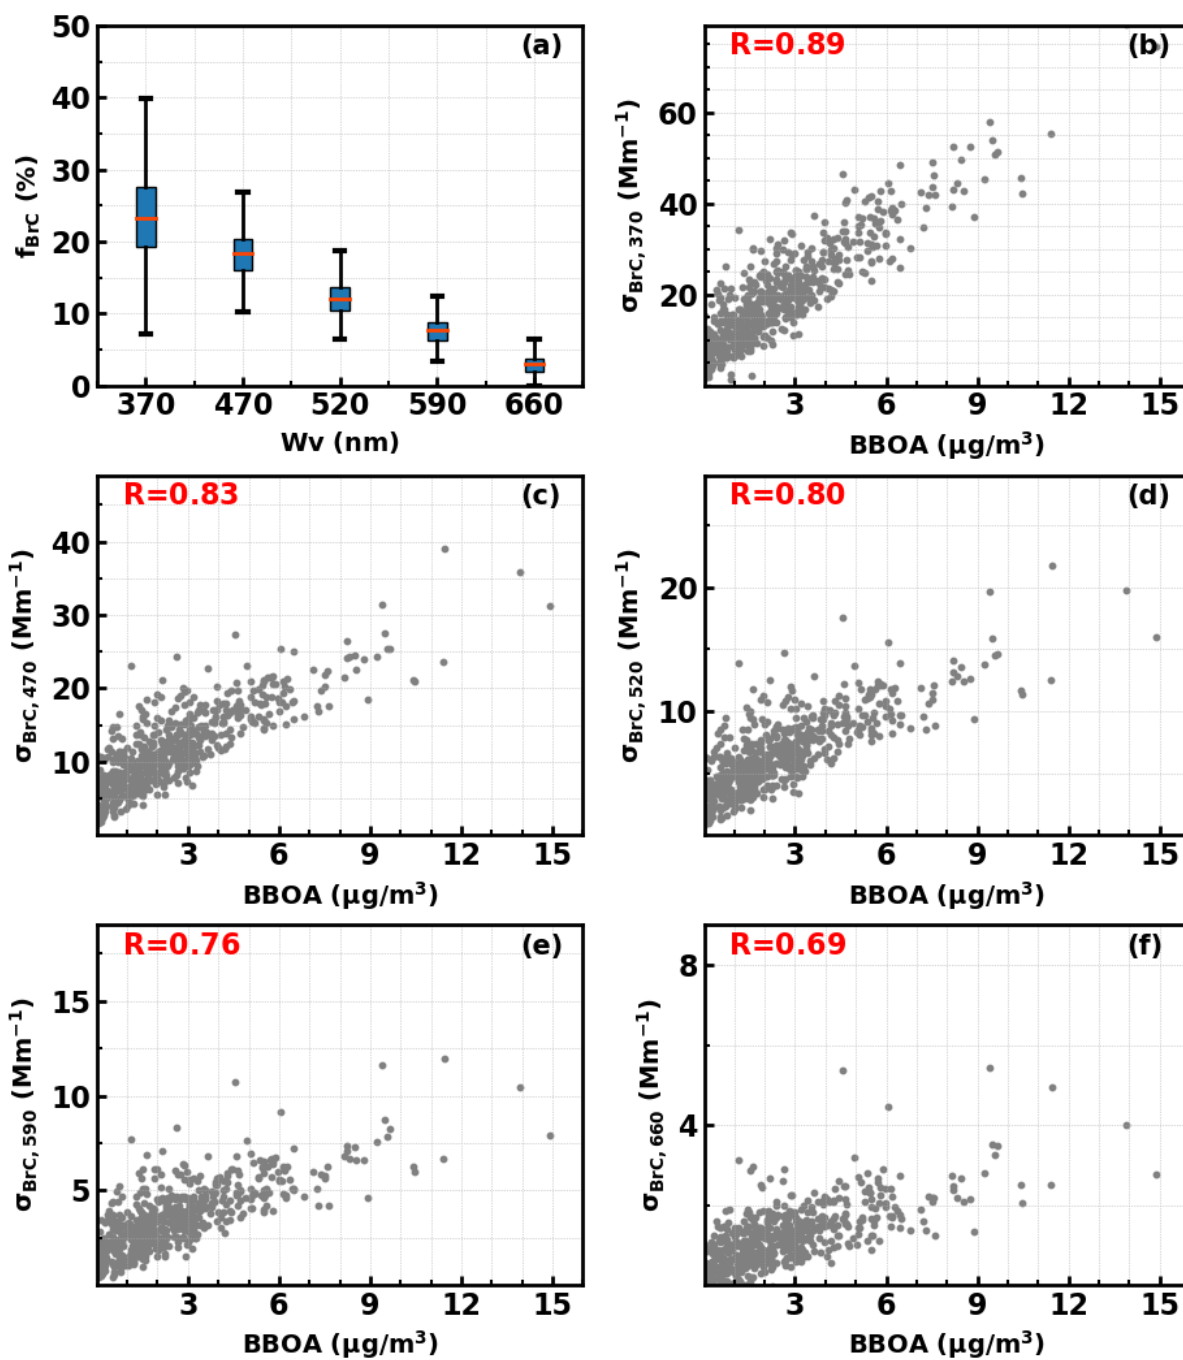 50
40
30
20
10
0
f_BrC (%)
(a)
370 470 520 590 660
Wv (nm)
R=0.89
(b)
60
40
20
σ_BrC, 370 (Mm⁻¹)
3 6 9 12 15
BBOA (μg/m³)
R=0.83
(c)
40
30
20
10
σ_BrC, 470 (Mm⁻¹)
3 6 9 12 15
BBOA (μg/m³)
R=0.80
(d)
20
10
σ_BrC, 520 (Mm⁻¹)
3 6 9 12 15
BBOA (μg/m³)
R=0.76
(e)
15
10
5
σ_BrC, 590 (Mm⁻¹)
3 6 9 12 15
BBOA (μg/m³)
R=0.69
(f)
8
4
σ_BrC, 660 (Mm⁻¹)
3 6 9 12 15
BBOA (μg/m³)